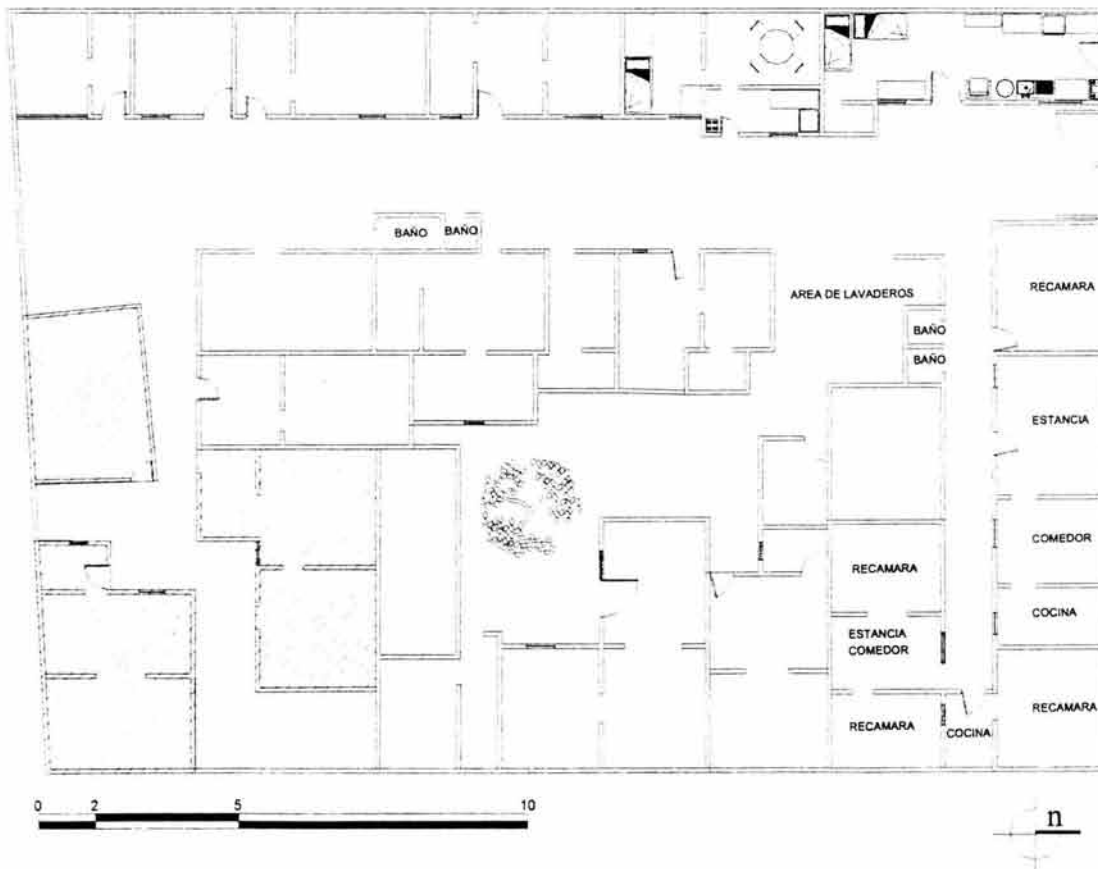 BAÑO
BAÑO
RECAMARA
AREA DE LAVADEROS
BAÑO
BAÑO
ESTANCIA
COMEDOR
RECAMARA
COCINA
ESTANCIA
COMEDOR
RECAMARA
RECAMARA
COCINA
0 2 5 10
n